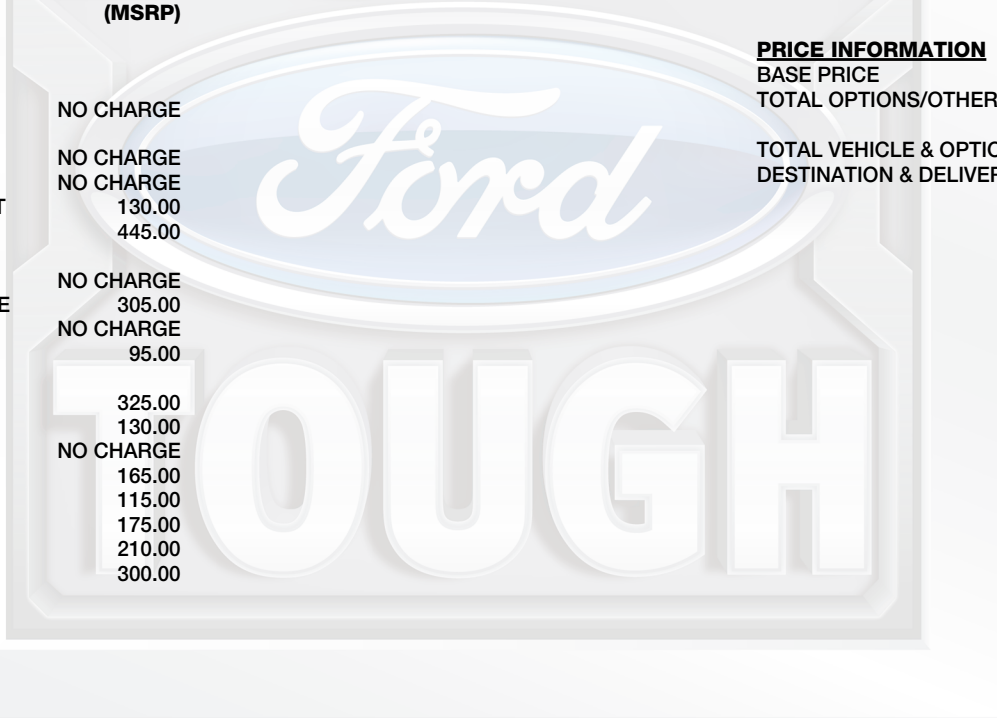 (MSRP)
NO CHARGE
NO CHARGE
NO CHARGE
T 130.00
445.00
NO CHARGE
E 305.00
NO CHARGE
95.00
325.00
130.00
NO CHARGE
165.00
115.00
175.00
210.00
300.00
PRICE INFORMATION
BASE PRICE
TOTAL OPTIONS/OTHER
TOTAL VEHICLE & OPTIO
DESTINATION & DELIVER
Ford
TOUGH